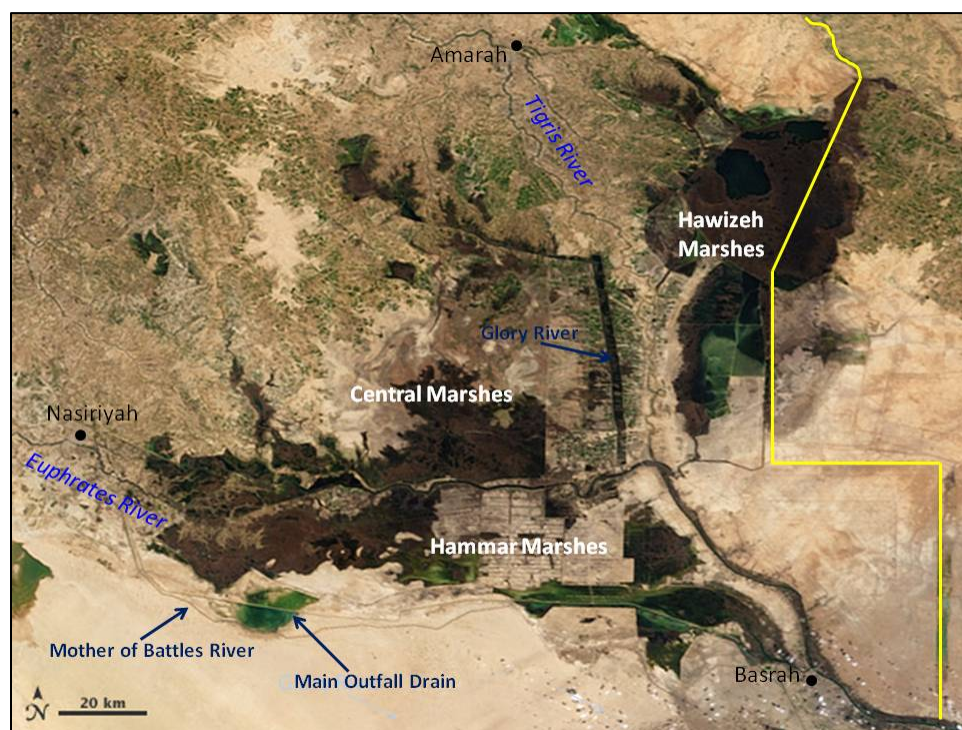 Amarah
Tigris River
Hawizeh
Marshes
Glory River
Central Marshes
Nasiriyah
Euphrates River
Hammar Marshes
Mother of Battles River
Main Outfall Drain
Basrah
N
20 km